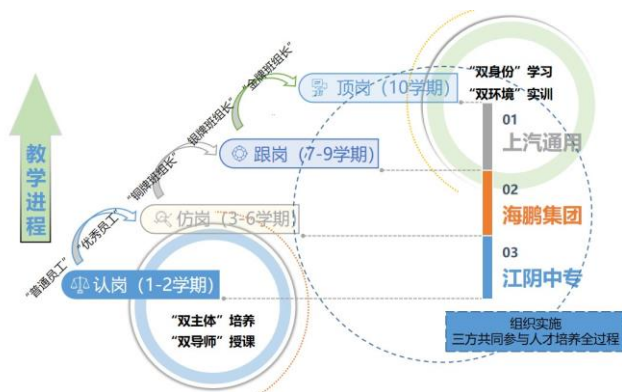 “双身份”学习
“双环境”实训
顶岗（10学期）
“金牌班组长”
01
上汽通用
“银牌班组长”
跟岗（7-9学期）
教学进程
02
海鹏集团
“铜牌班组长”
仿岗（3-6学期）
“优秀员工”
03
江阴中专
“普通员工”
认岗（1-2学期）
“双主体”培养
“双导师”授课
组织实施
三方共同参与人才培养全过程